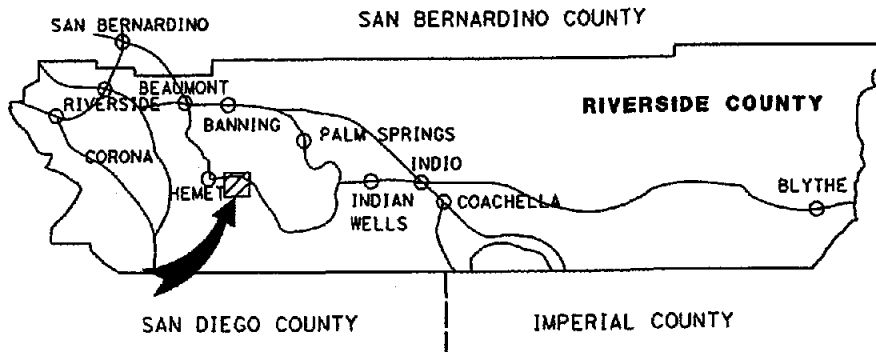 SAN BERNARDINO COUNTY
SAN BERNARDINO
BEAUMONT
RIVERSIDE
BANNING
RIVERSIDE COUNTY
PALM SPRINGS
CORONA
INDIO
HEMET
BLYTHE
INDIAN
WELLS
COACHELLA
SAN DIEGO COUNTY
IMPERIAL COUNTY